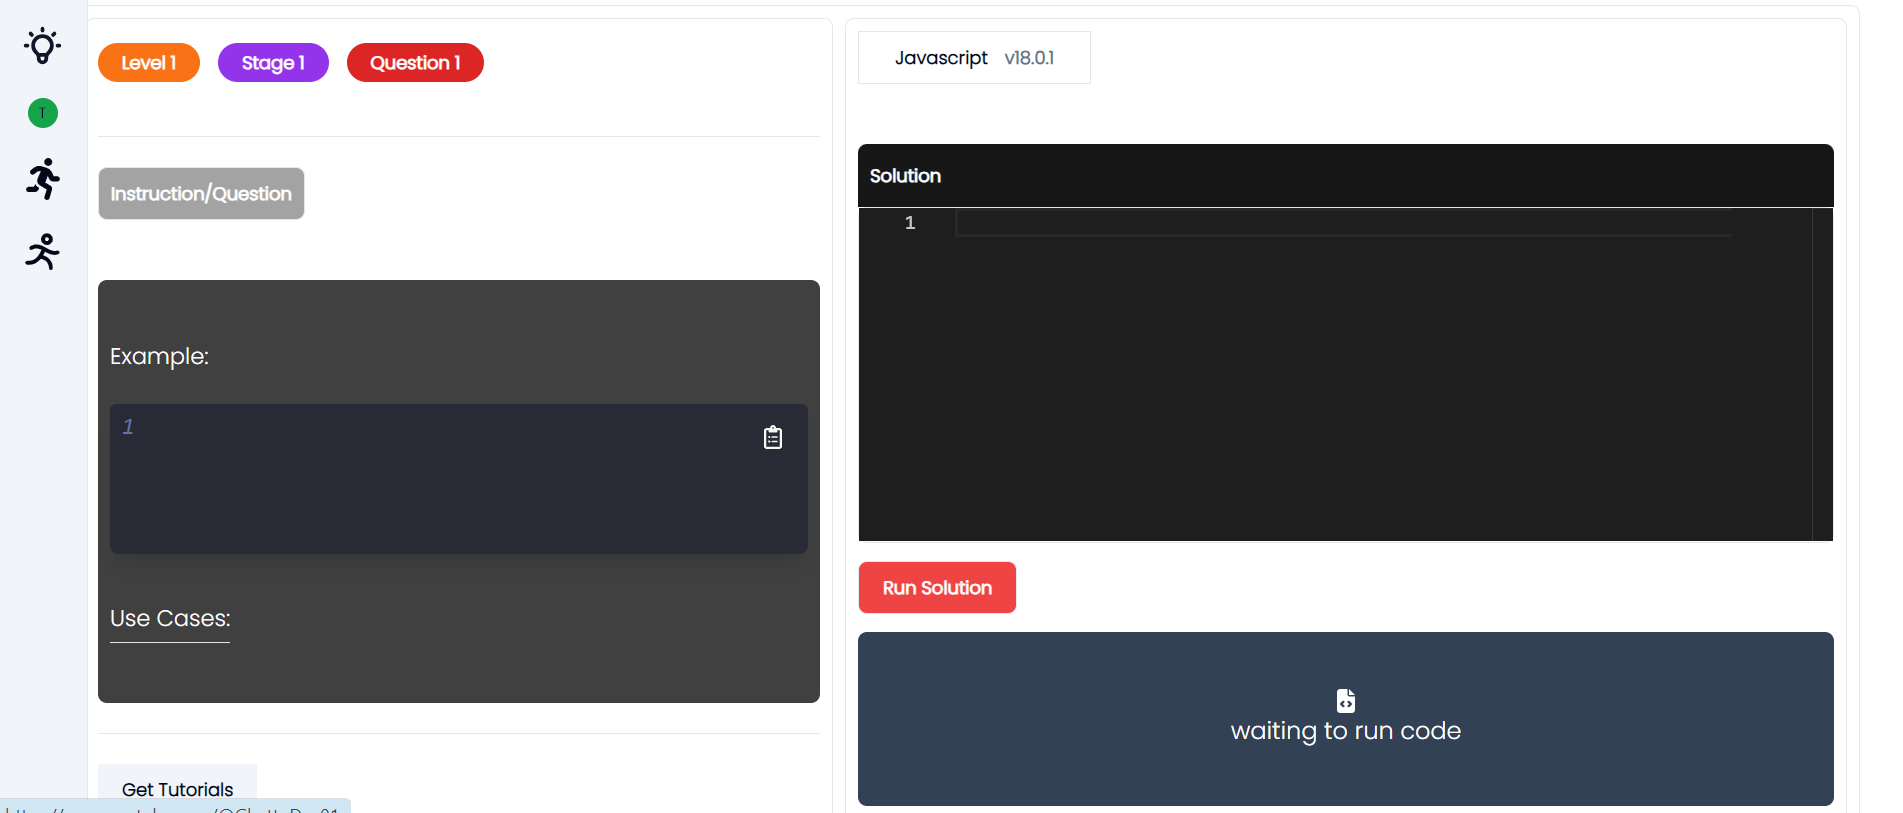 Level 1
Stage 1
Question 1
T
Instruction/Question
Example:
1
Use Cases:
Get Tutorials
Javascript v18.0.1
Solution
1
Run Solution
waiting to run code